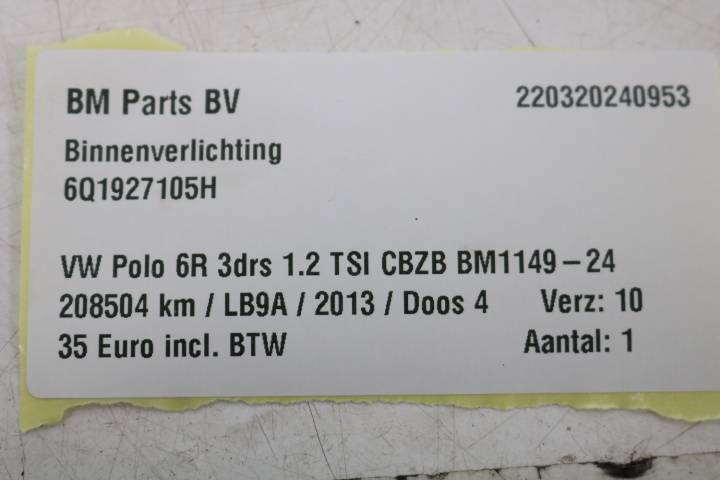 BM Parts BV 220320240953
Binnenverlichting
6Q1927105H
VW Polo 6R 3drs 1.2 TSI CBZB BM1149-24
208504 km / LB9A / 2013 / Doos 4 Verz: 10
35 Euro incl. BTW Aantal: 1